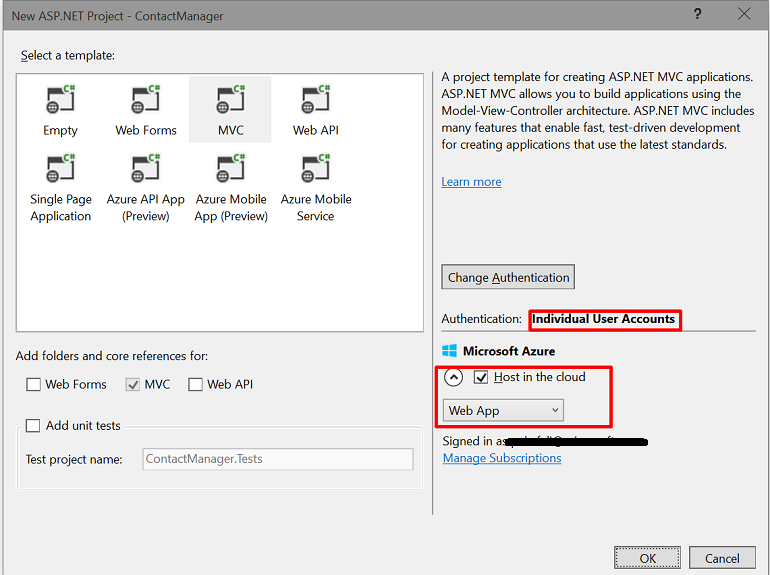 New ASP.NET Project - ContactManager
?
Select a template:
C# C# C# C#
Empty Web Forms MVC Web API
C# C# C# C#
Single Page Azure API App Azure Mobile Azure Mobile
Application (Preview) App (Preview) Service
A project template for creating ASP.NET MVC applications.
ASP.NET MVC allows you to build applications using the
Model-View-Controller architecture. ASP.NET MVC includes
many features that enable fast, test-driven development
for creating applications that use the latest standards.
Learn more
Change Authentication
Authentication: Individual User Accounts
Microsoft Azure
Host in the cloud
Web App
Signed in as
Manage Subscriptions
Add folders and core references for:
Web Forms MVC Web API
Add unit tests
Test project name: ContactManager.Tests
OK Cancel